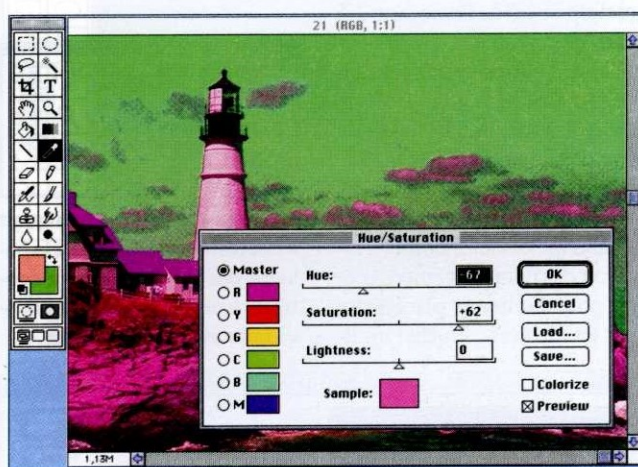 21 (RGB, 1:1)
T
Hue/Saturation
Master
R
Y
G
C
B
M
Hue: -67
Saturation: +62
Lightness: 0
Sample:
OK
Cancel
Load...
Save...
Colorize
Preview
1,13M